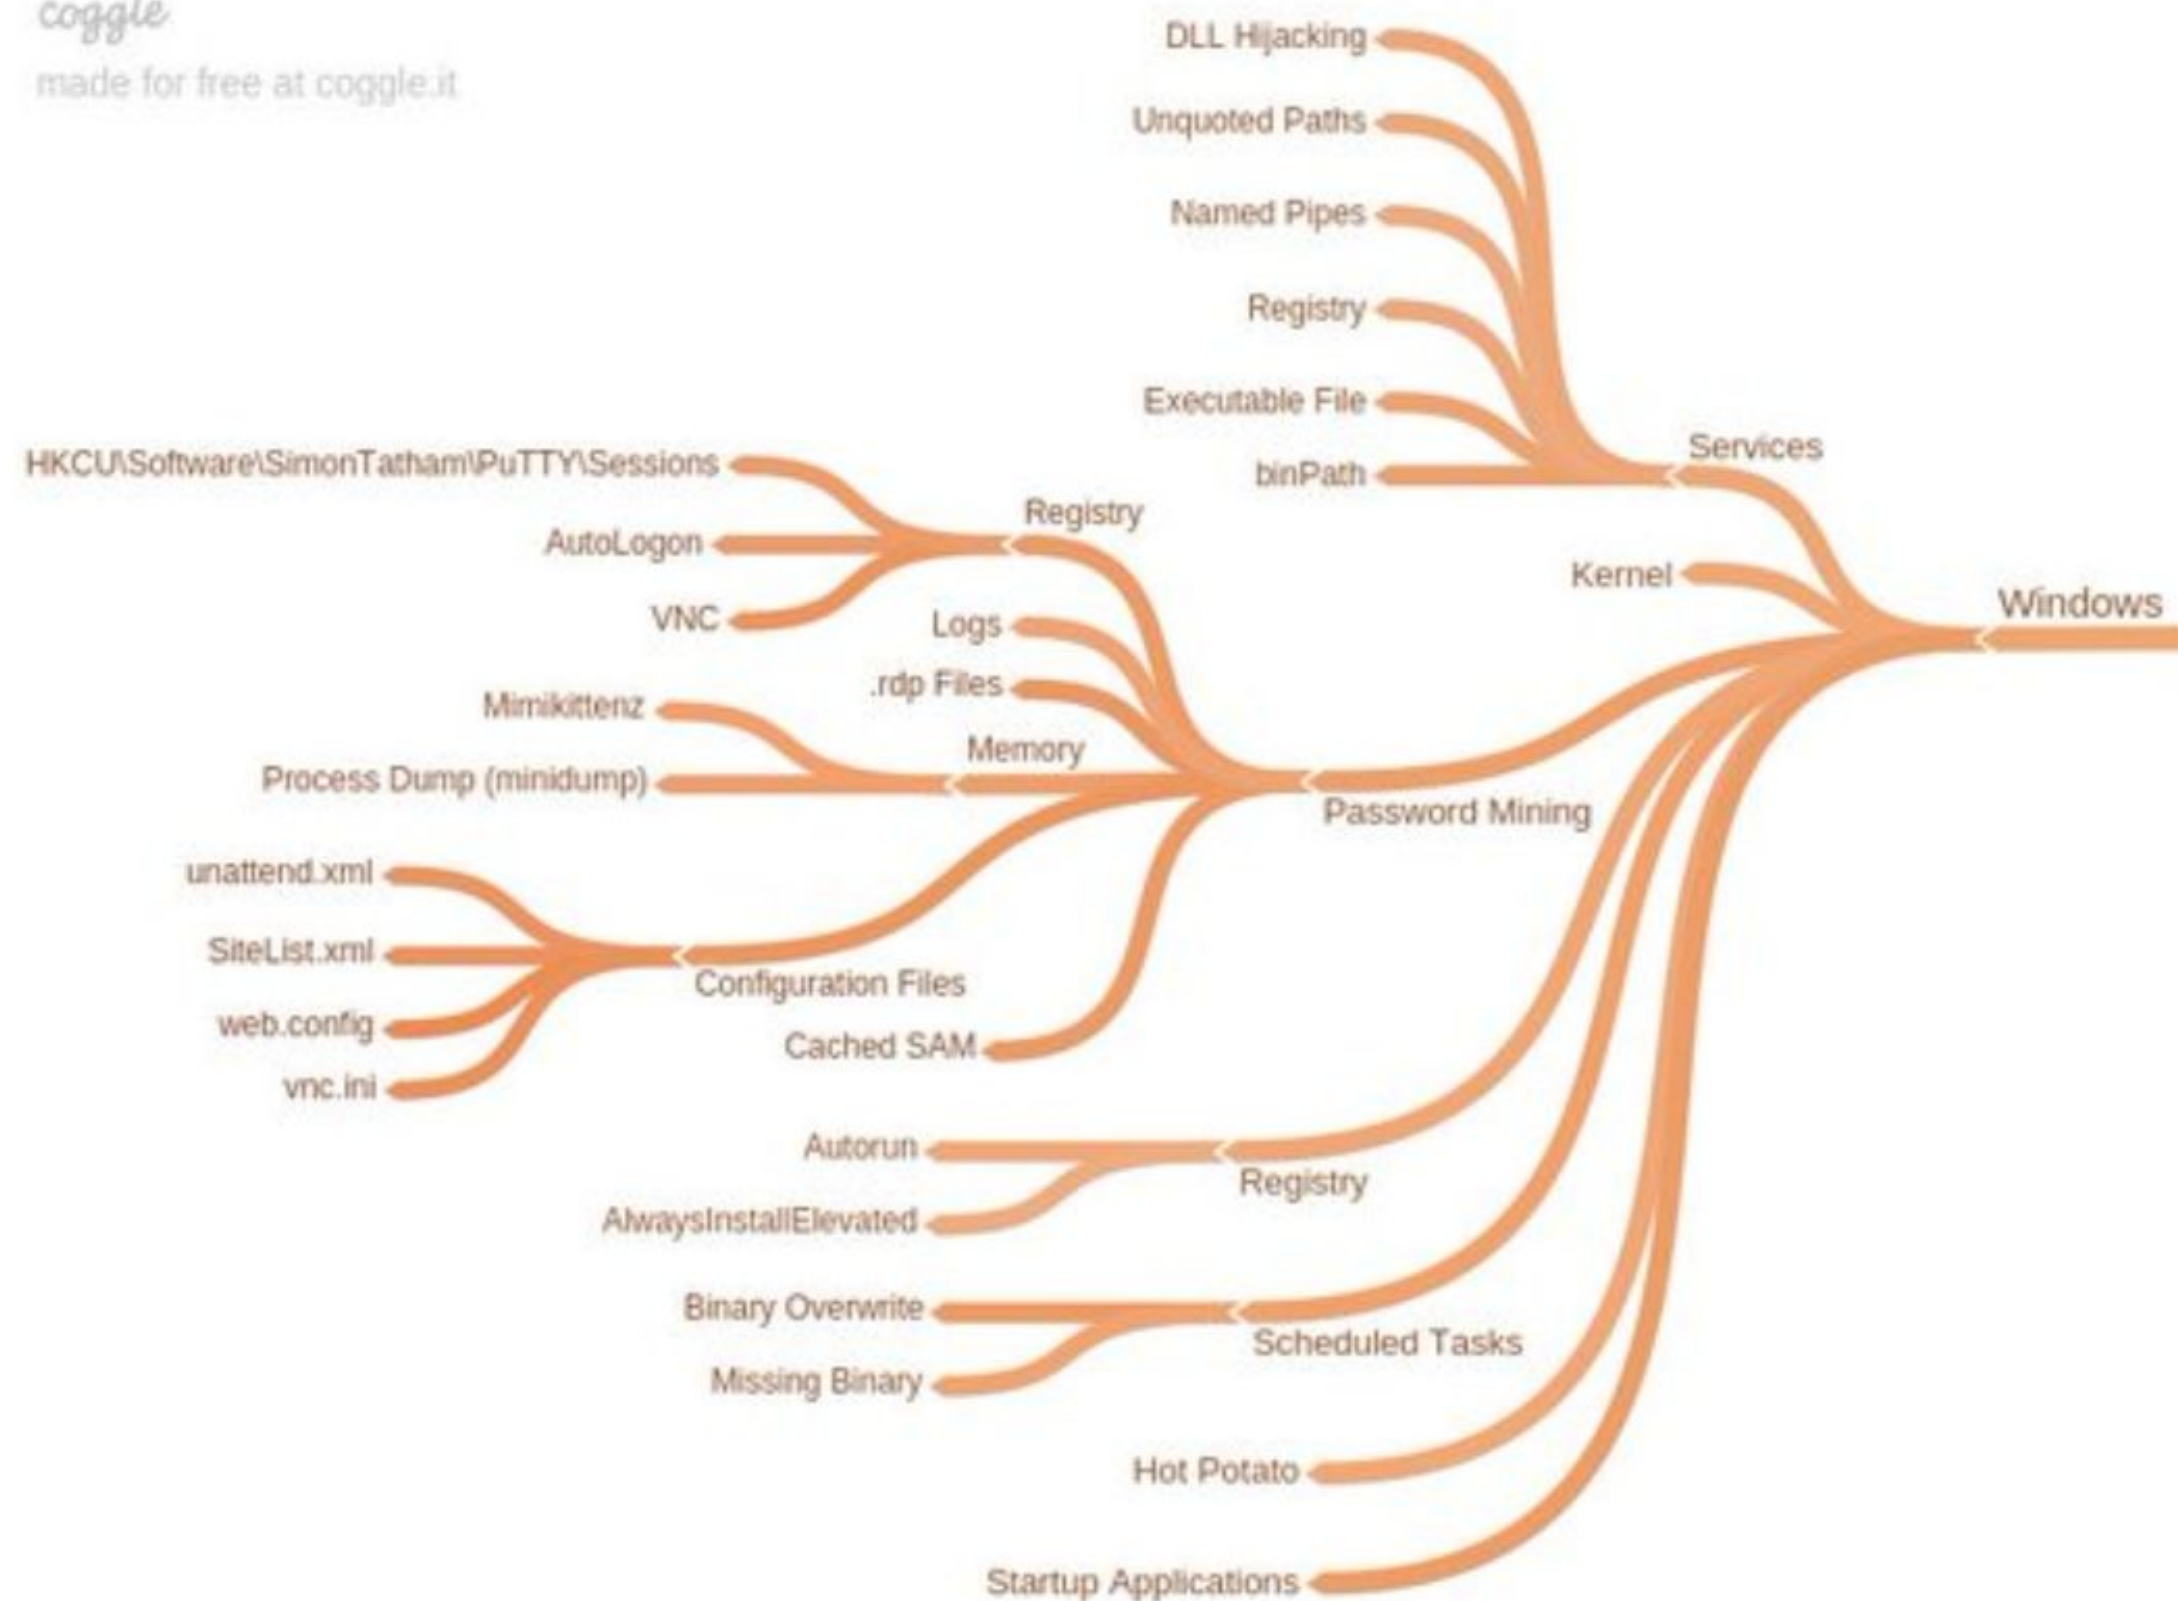 coggle
made for free at coggle.it
DLL Hijacking
Unquoted Paths
Named Pipes
Registry
Executable File
binPath
Services
Kernel
Windows
HKCU\Software\SimonTatham\PuTTY\Sessions
AutoLogon
VNC
Registry
Logs
.rdp Files
Mimikittenz
Process Dump (minidump)
Memory
Password Mining
unattend.xml
SiteList.xml
web.config
vnc.ini
Configuration Files
Cached SAM
Autorun
AlwaysInstallElevated
Registry
Binary Overwrite
Missing Binary
Scheduled Tasks
Hot Potato
Startup Applications